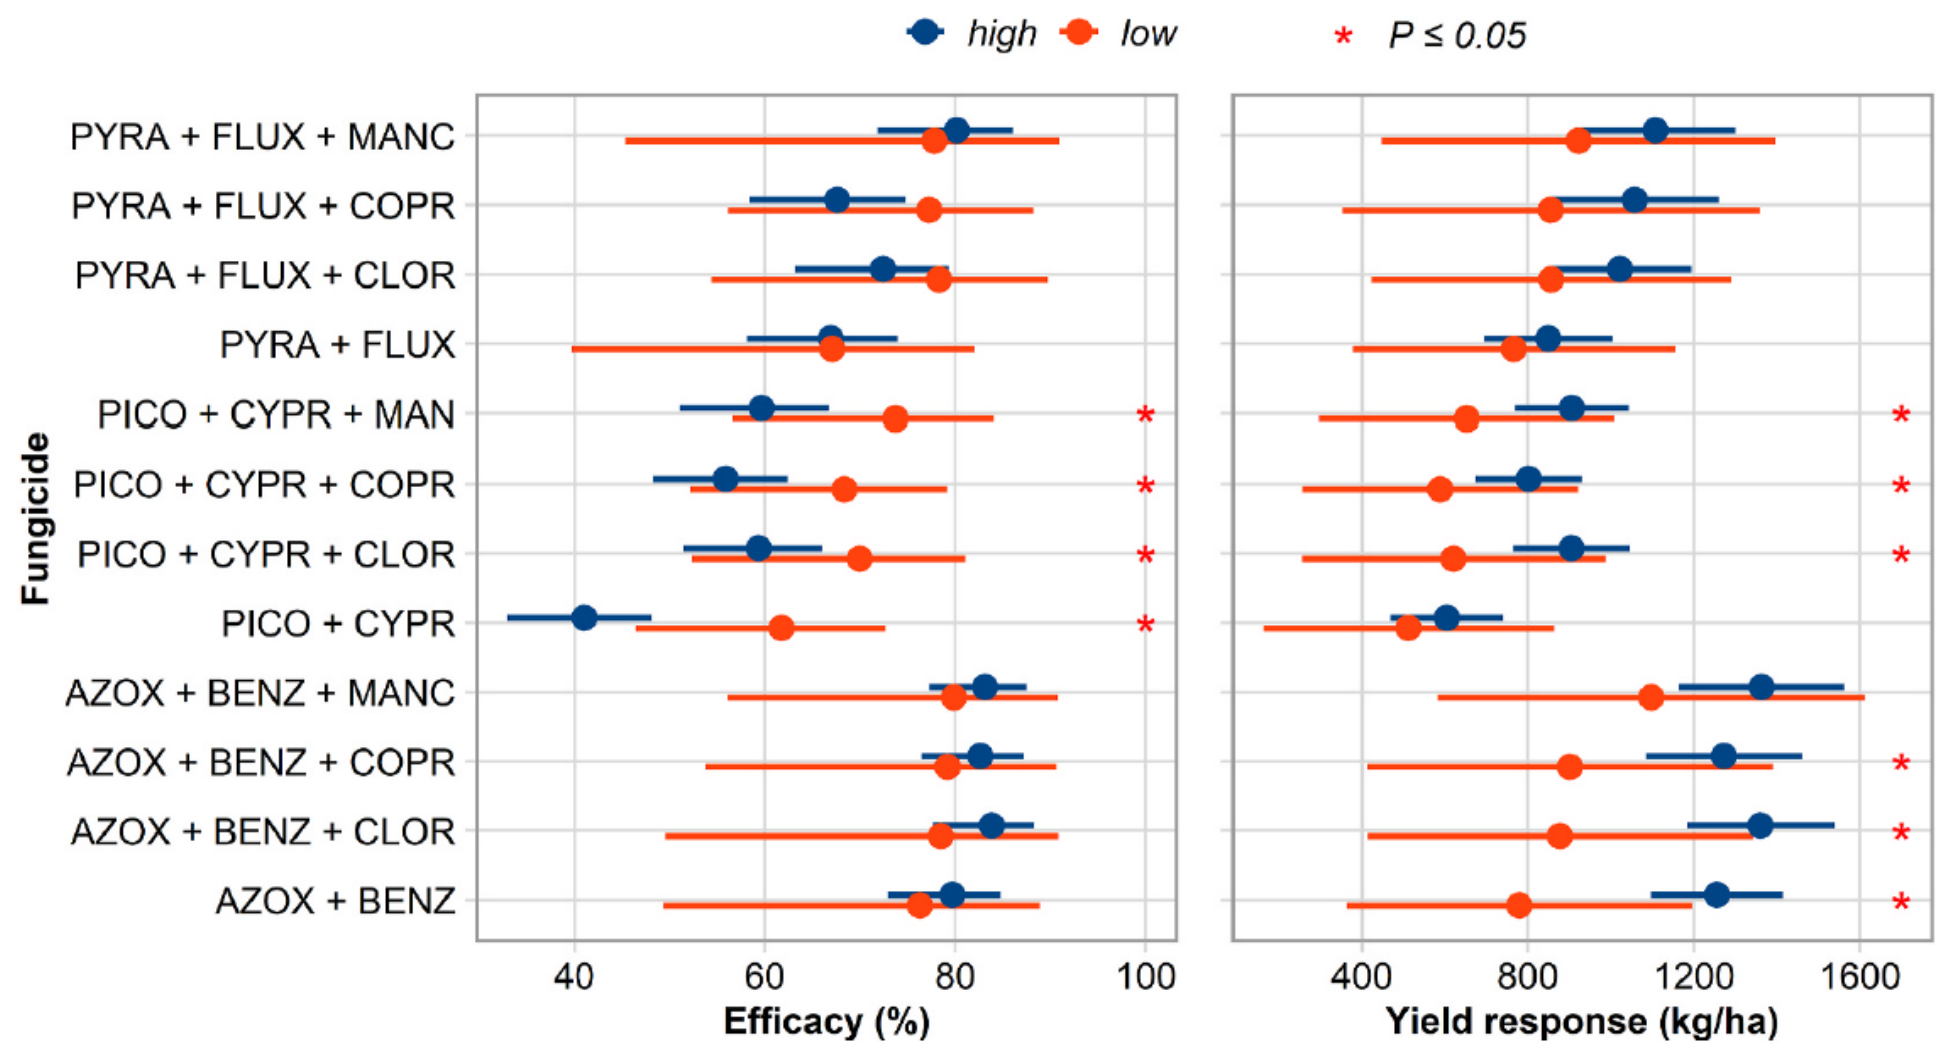 high low * P ≤ 0.05
Fungicide
PYRA + FLUX + MANC
PYRA + FLUX + COPR
PYRA + FLUX + CLOR
PYRA + FLUX
PICO + CYPR + MAN * *
PICO + CYPR + COPR * *
PICO + CYPR + CLOR * *
PICO + CYPR *
AZOX + BENZ + MANC
AZOX + BENZ + COPR *
AZOX + BENZ + CLOR *
AZOX + BENZ *
40 60 80 100 400 800 1200 1600
Efficacy (%) Yield response (kg/ha)